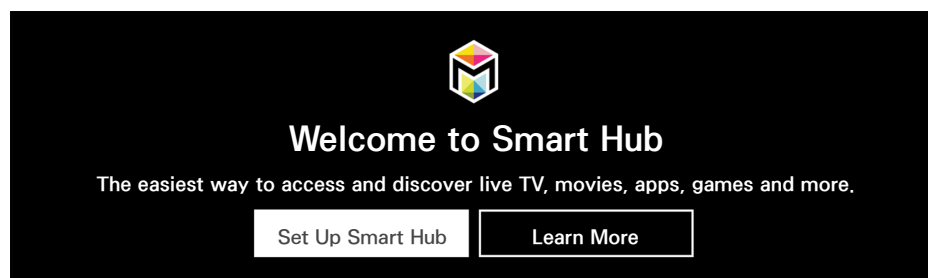 Welcome to Smart Hub
The easiest way to access and discover live TV, movies, apps, games and more.
Set Up Smart Hub
Learn More